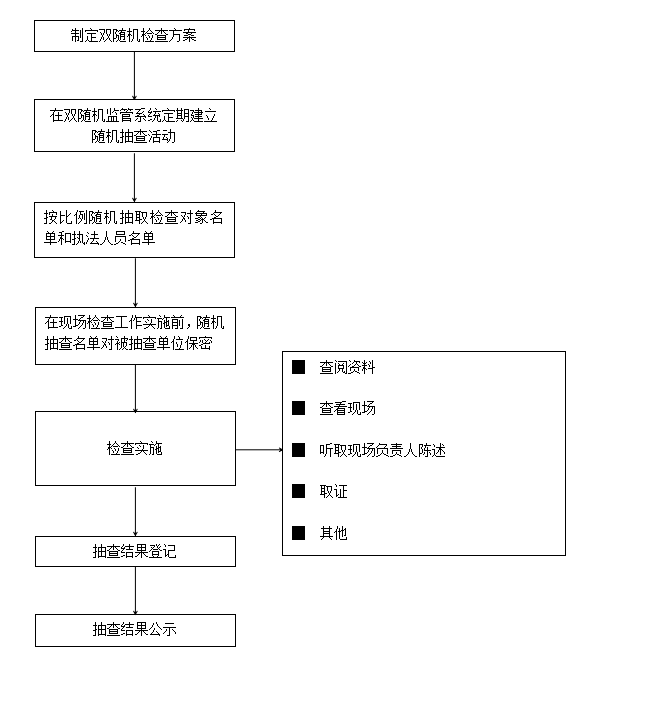 制定双随机检查方案
在双随机监管系统定期建立
随机抽查活动
按比例随机抽取检查对象名
单和执法人员名单
在现场检查工作实施前，随机
抽查名单对被抽查单位保密
检查实施
■ 查阅资料
■ 查看现场
■ 听取现场负责人陈述
■ 取证
■ 其他
抽查结果登记
抽查结果公示